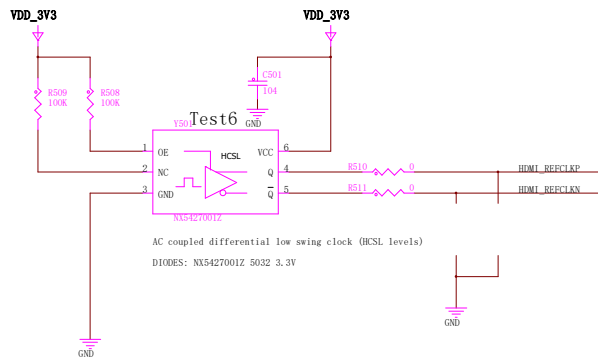 VDD_3V3
VDD_3V3
R509
100K
R508
100K
C501
104
GND
Test6
Y501
1
2
3
OE
NC
GND
HCSL
VCC
Q
Q
6
4
5
R510
0
R511
0
HDMI_REFCLKP
HDMI_REFCLKN
NX5427001Z
AC coupled differential low swing clock (HCSL levels)
DIODES: NX5427001Z 5032 3.3V
GND
GND